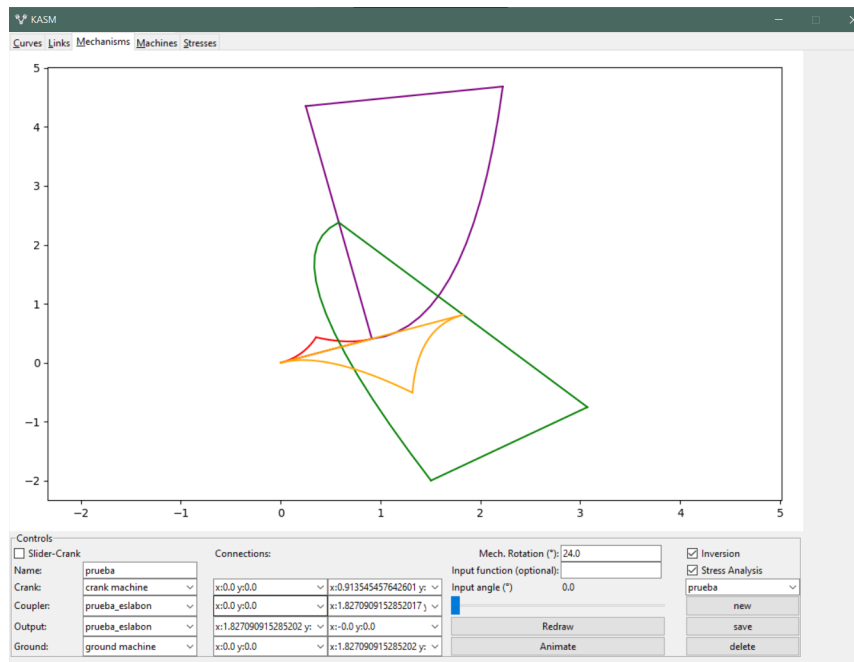 KASM
Curves Links Mechanisms Machines Stresses
5
4
3
2
1
0
−1
−2
−2 −1 0 1 2 3 4 5
Controls
Slider-Crank Connections: Mech. Rotation (°): 24.0 Inversion
Name: prueba Input function (optional): Stress Analysis
Crank: crank machine x:0.0 y:0.0 x:0.913545457642601 y: Input angle (°) 0.0 prueba
Coupler: prueba_eslabon x:0.0 y:0.0 x:1.8270909152852017 y new
Output: prueba_eslabon x:1.827090915285202 y: x:-0.0 y:0.0 Redraw save
Ground: ground machine x:0.0 y:0.0 x:1.827090915285202 y: Animate delete